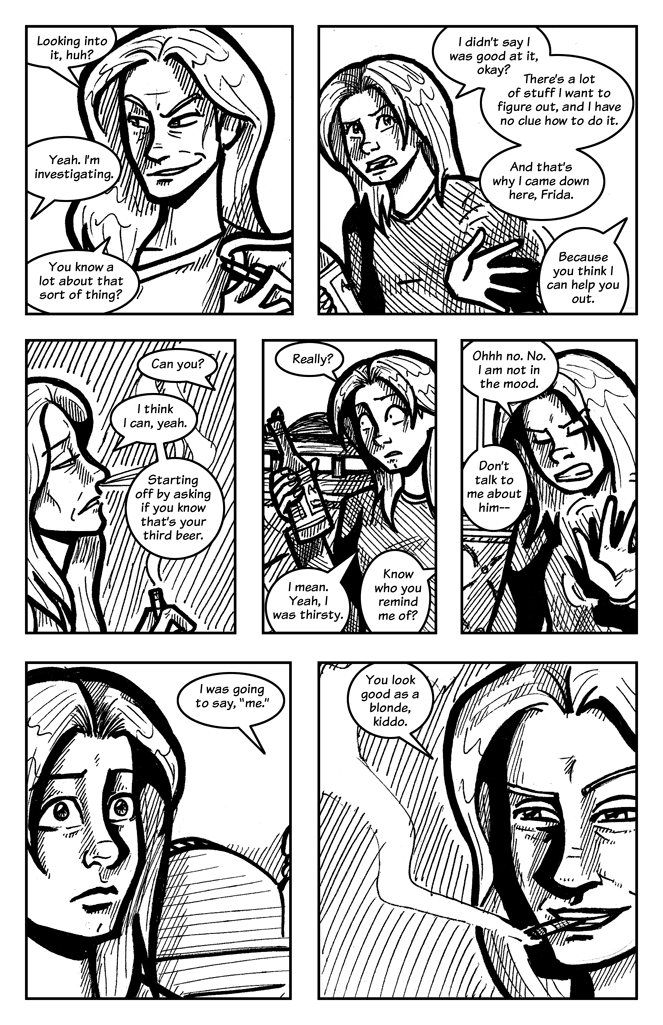 Looking into
it, huh?
Yeah. I'm
investigating.
You know a
lot about that
sort of thing?
I didn't say I
was good at it,
okay?
There's a lot
of stuff I want to
figure out, and I have
no clue how to do it.
And that's
why I came down
here, Frida.
Because
you think I
can help you
out.
Can you?
I think
I can, yeah.
Starting
off by asking
if you know
that's your
third beer.
Really?
I mean.
Yeah, I
was thirsty.
Know
who you
remind
me of?
Ohhh no. No.
I am not in
the mood.
Don't
talk to
me about
him--
I was going
to say, "me."
You look
good as a
blonde,
kiddo.